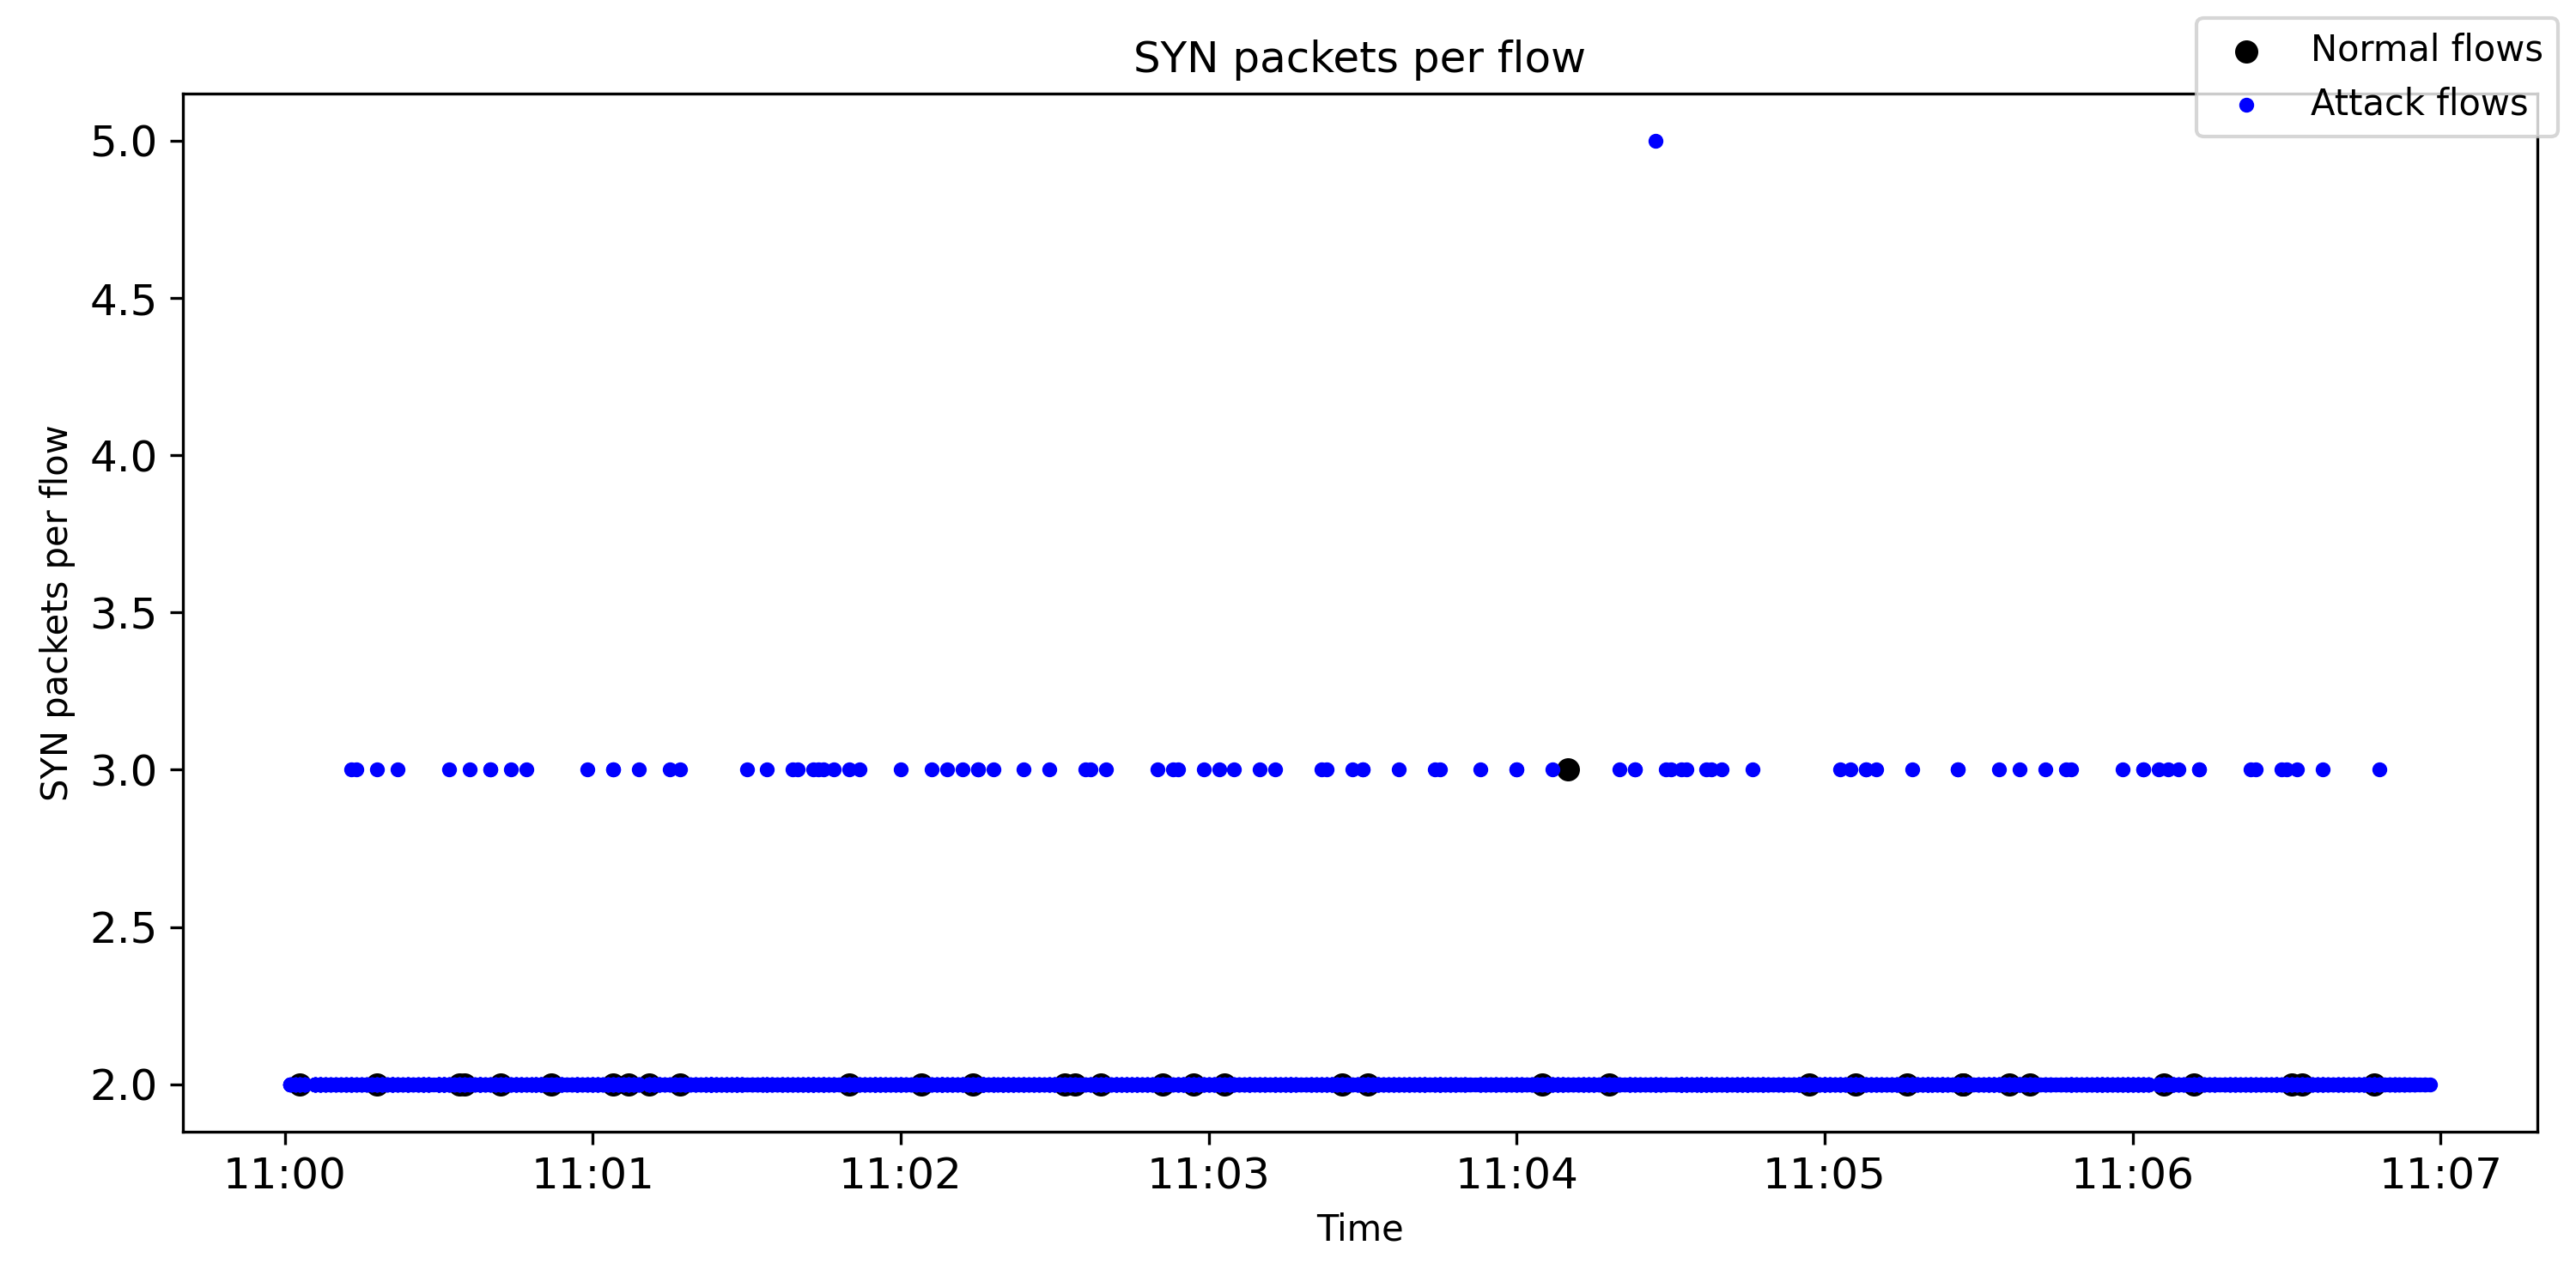 SYN packets per flow
Normal flows
Attack flows
SYN packets per flow
5.0
4.5
4.0
3.5
3.0
2.5
2.0
11:00 11:01 11:02 11:03 11:04 11:05 11:06 11:07
Time